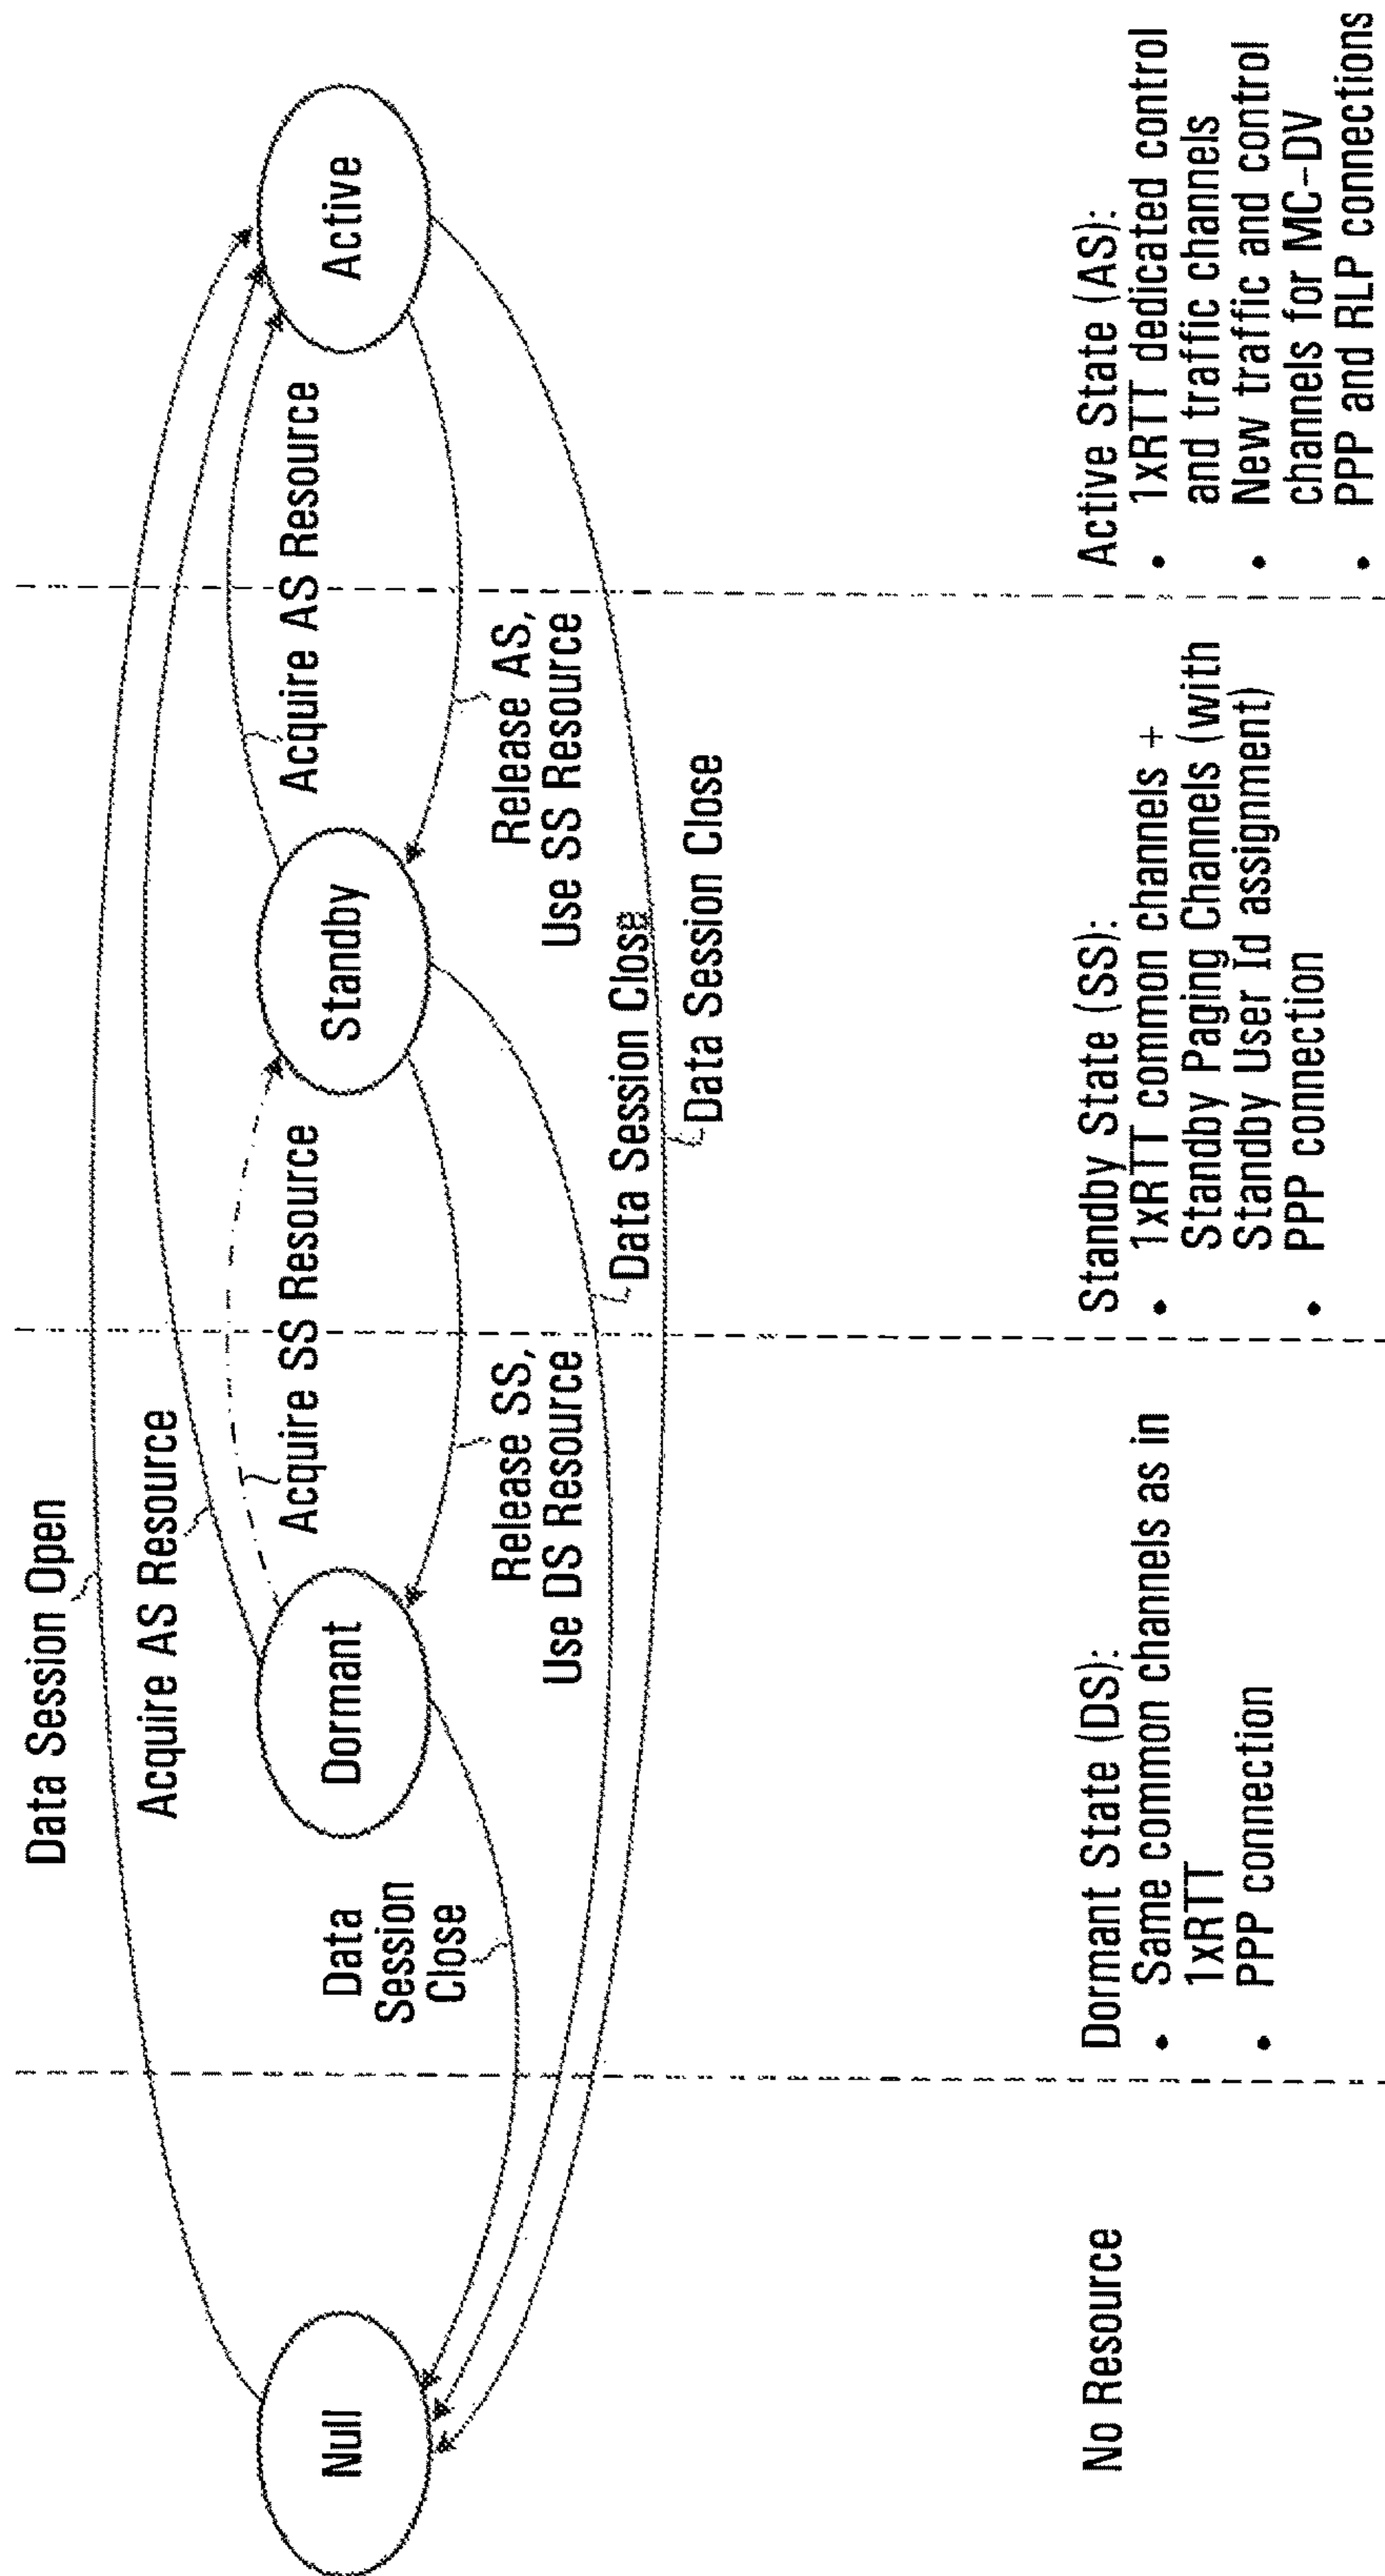 Data Session Open
Acquire AS Resource
Null
Dormant
Standby
Active
Acquire SS Resource
Acquire AS Resource
Data
Session
Close
Release SS,
Use DS Resource
Release AS,
Use SS Resource
Data Session Close
Data Session Close
No Resource
Dormant State (DS):
• Same common channels as in
1xRTT
• PPP connection
Standby State (SS):
• 1xRTT common channels +
Standby Paging Channels (with
Standby User Id assignment)
• PPP connection
Active State (AS):
• 1xRTT dedicated control
and traffic channels
• New traffic and control
channels for MC-DV
• PPP and RLP connections